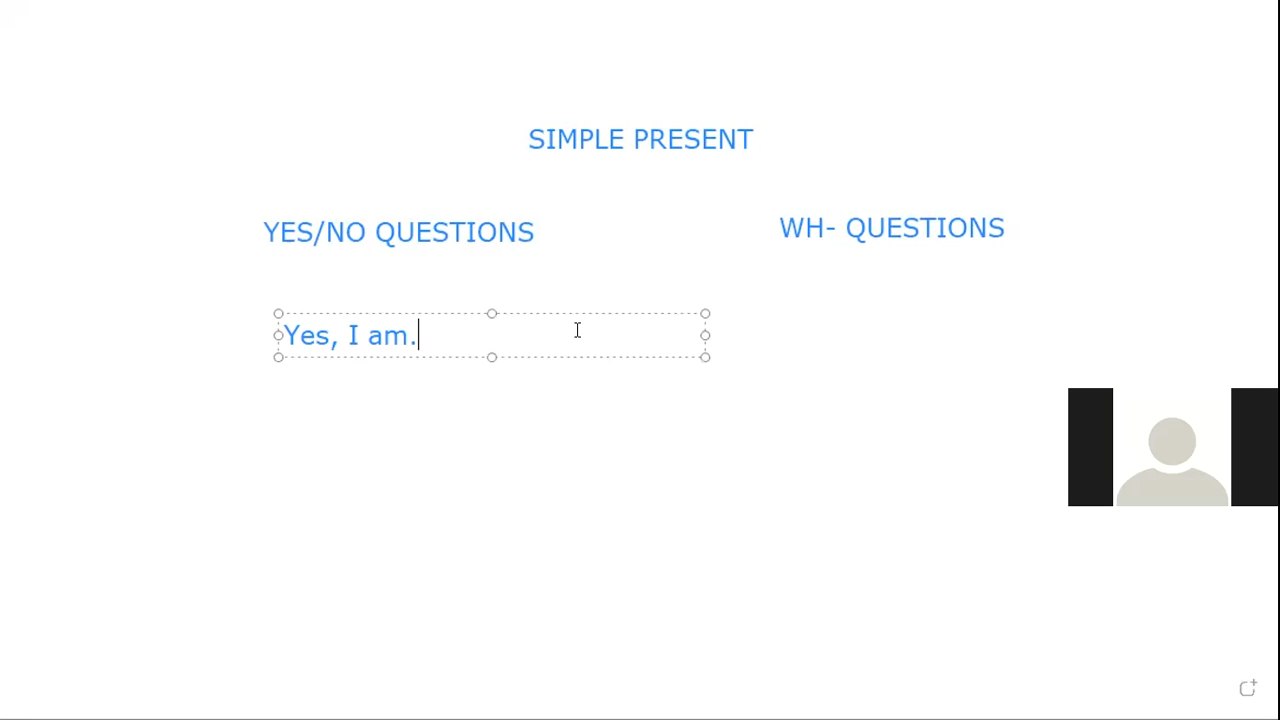 SIMPLE PRESENT
YES/NO QUESTIONS
WH- QUESTIONS
Yes, I am.